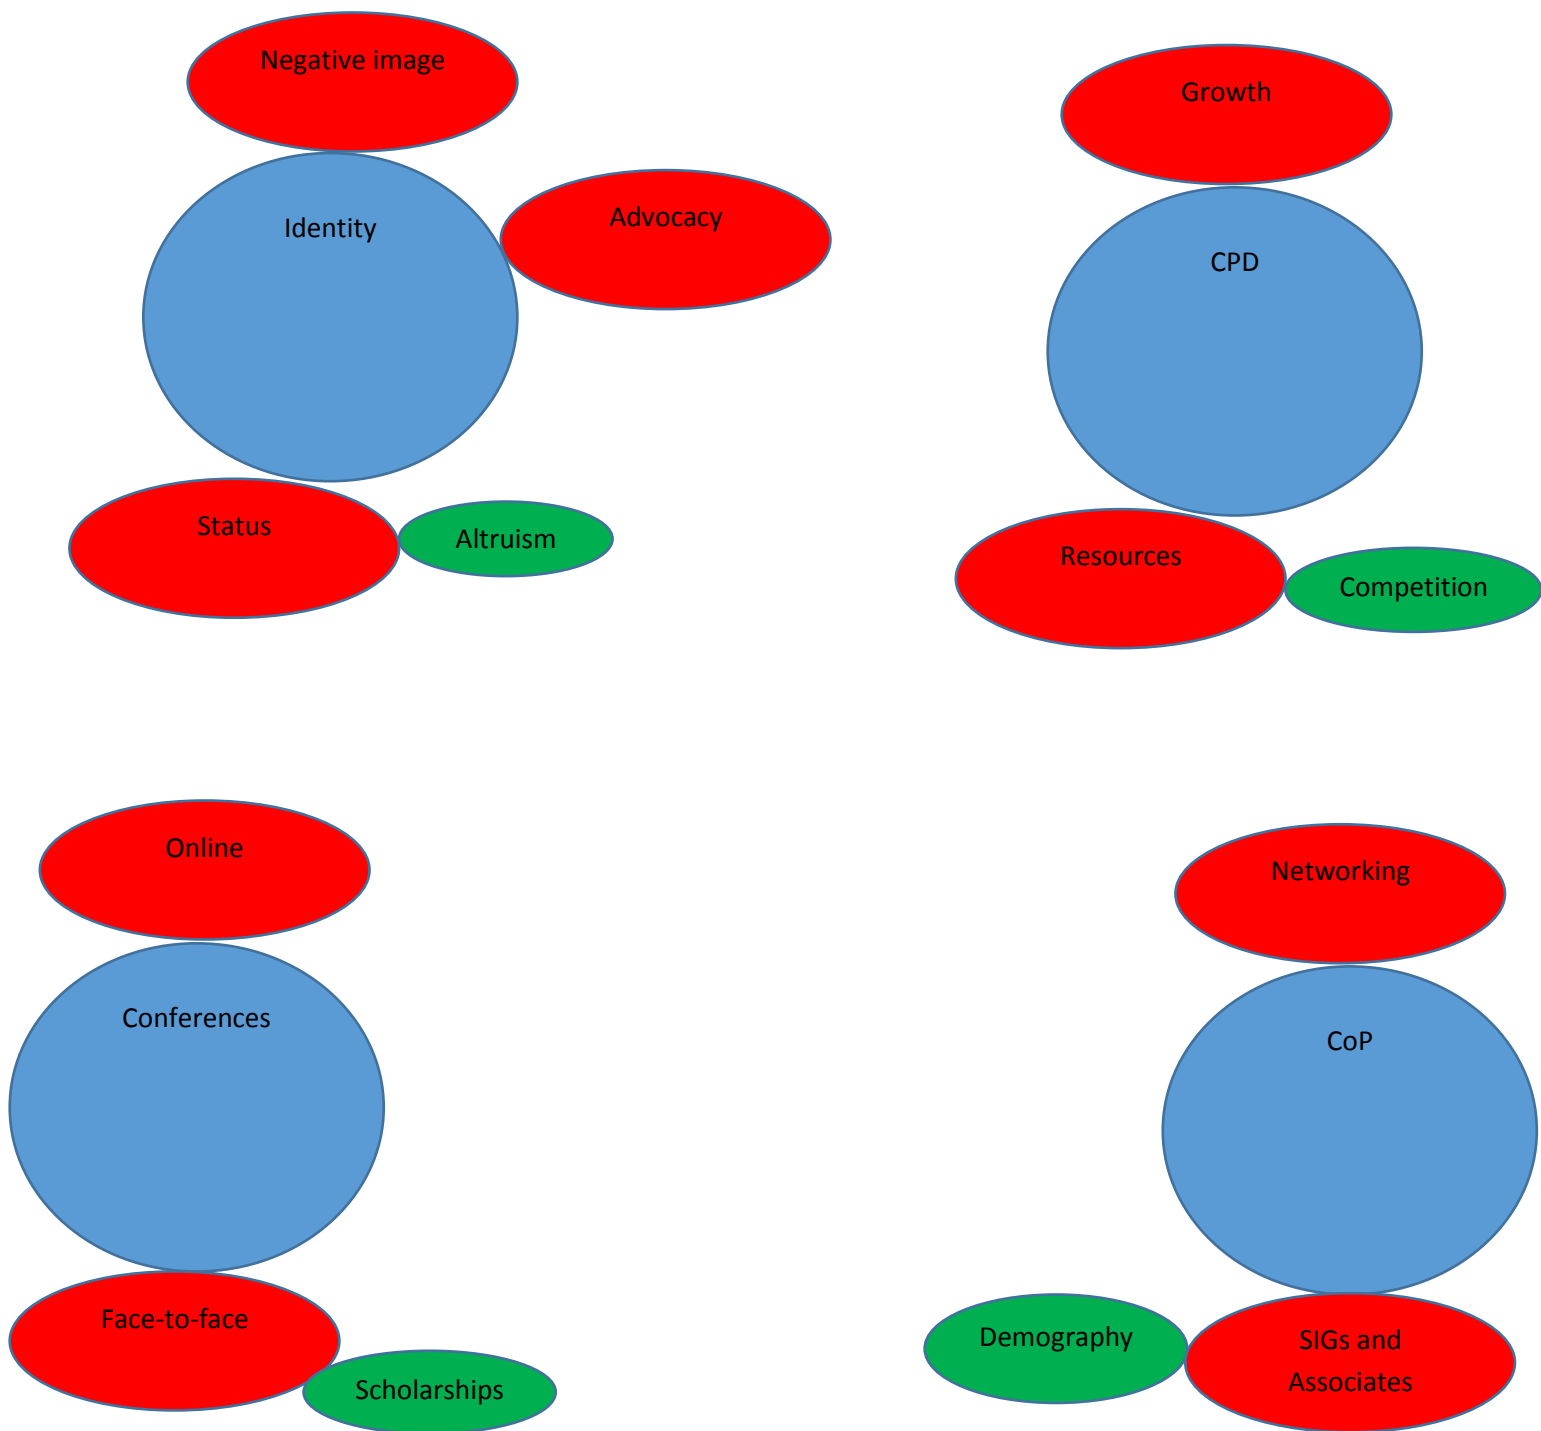 Negative image
Identity
Advocacy
Status
Altruism
Growth
CPD
Resources
Competition
Online
Conferences
Face-to-face
Scholarships
Networking
CoP
Demography
SIGs and
Associates